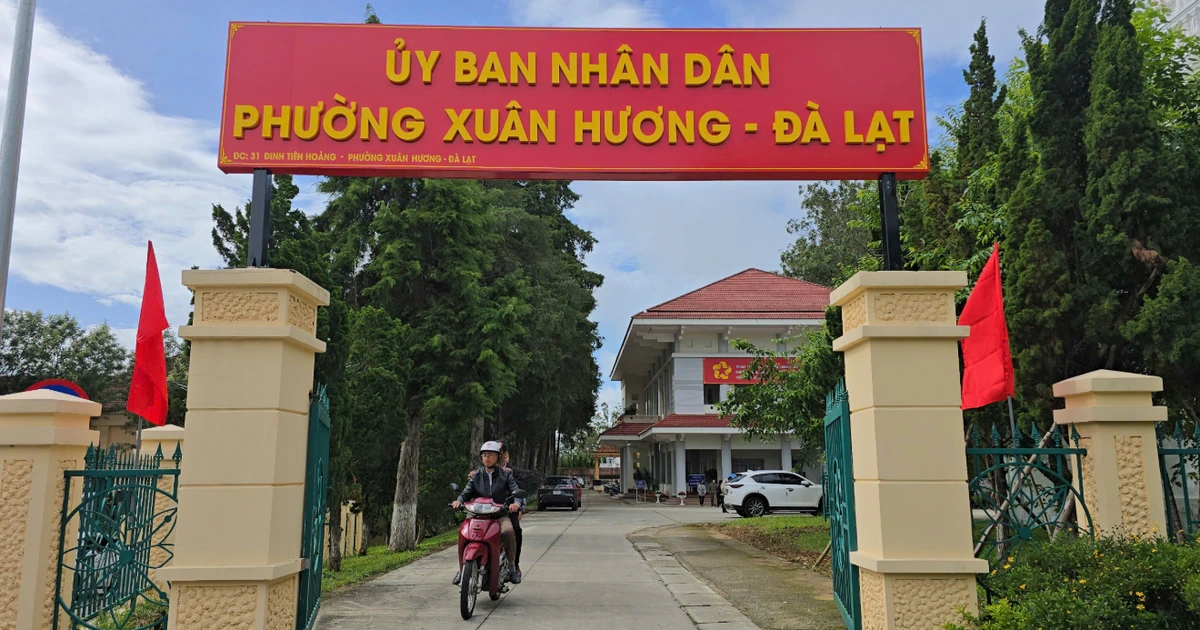 ỦY BAN NHÂN DÂN
PHƯỜNG XUÂN HƯƠNG - ĐÀ LẠT
ĐC: 31 ĐINH TIÊN HOÀNG - PHƯỜNG XUÂN HƯƠNG - ĐÀ LẠT